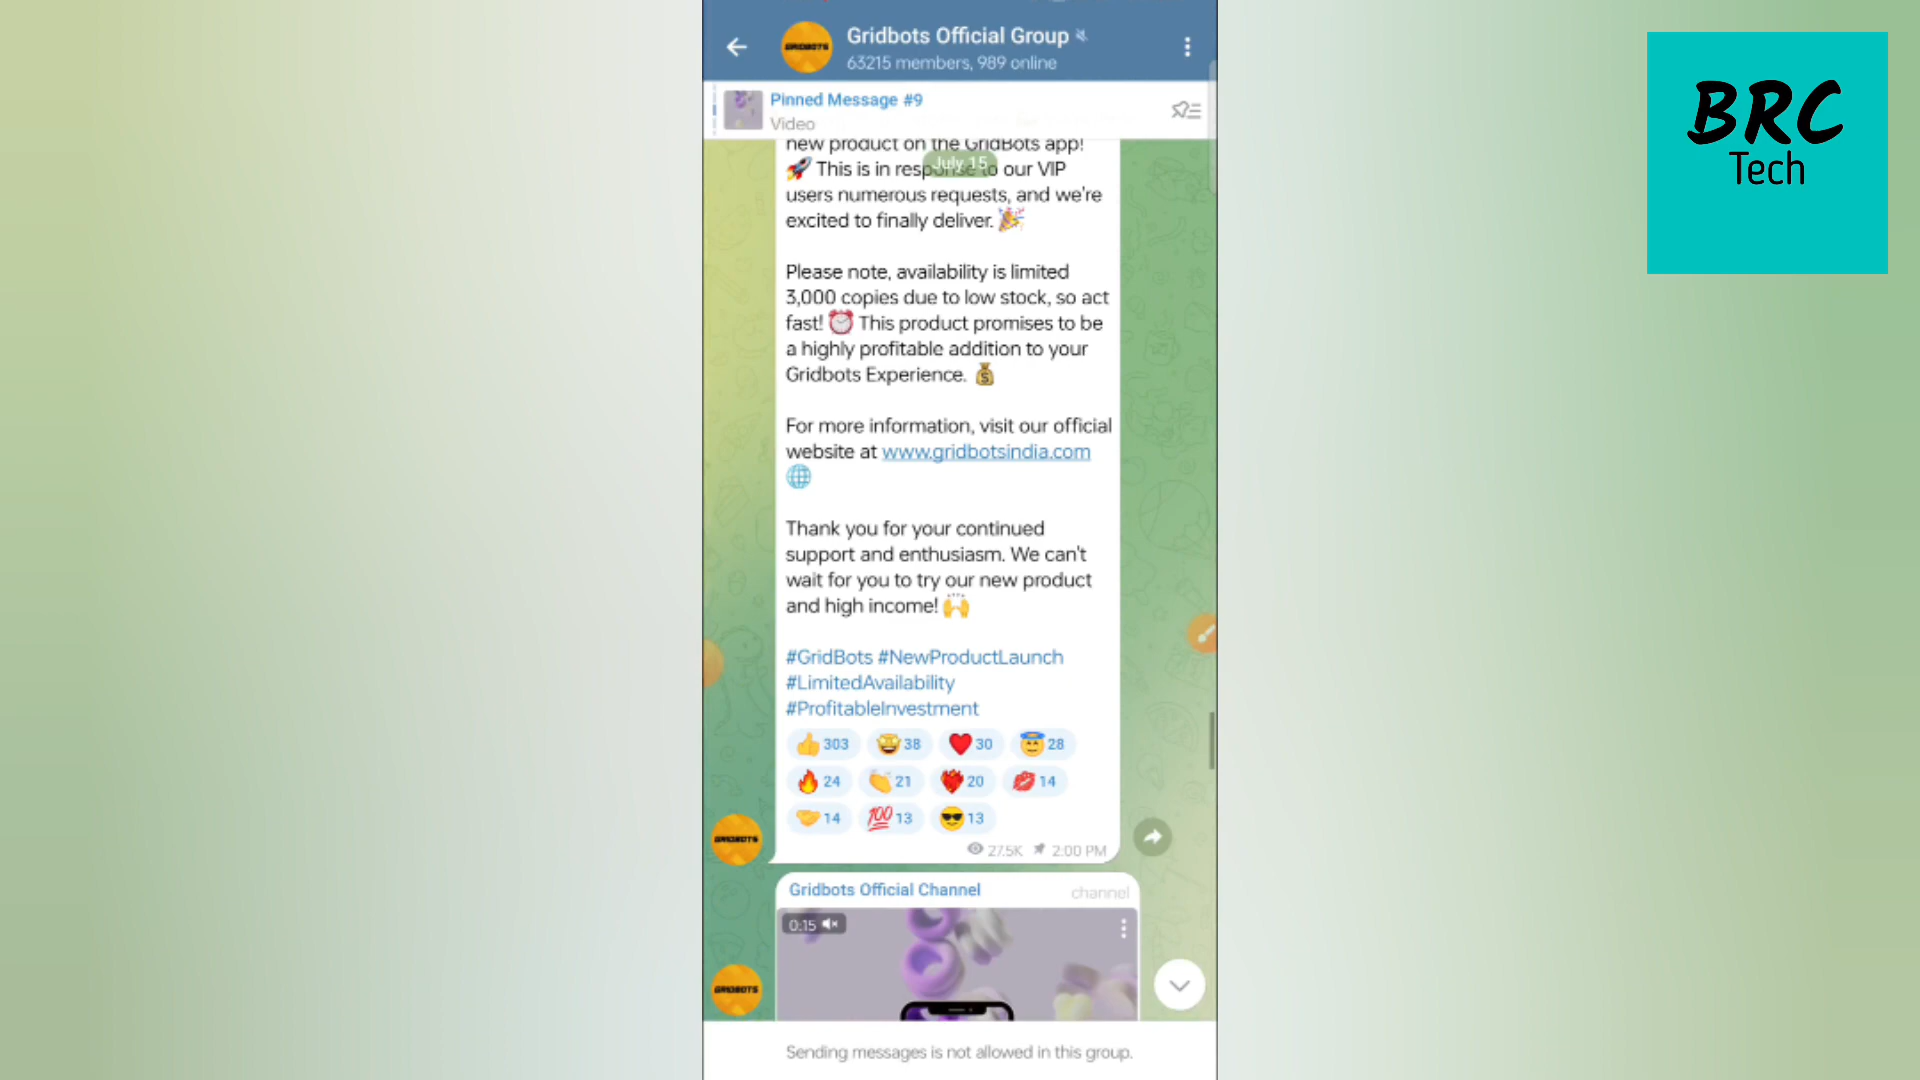 Gridbots Official Group
63215 members, 989 online
GRIDBOTS
BRC
Tech
Pinned Message #9
Video
new product on the GridBots app!
July 15
🚀 This is in response to our VIP
users numerous requests, and we're
excited to finally deliver. 🎉
Please note, availability is limited
3,000 copies due to low stock, so act
fast! ⏰ This product promises to be
a highly profitable addition to your
Gridbots Experience. 💰
For more information, visit our official
website at www.gridbotsindia.com
🌐
Thank you for your continued
support and enthusiasm. We can't
wait for you to try our new product
and high income! 🙌
#GridBots #NewProductLaunch
#LimitedAvailability
#ProfitableInvestment
👍 303 🤩 38 ❤️ 30 😇 28
🔥 24 👏 21 ❤️‍🔥 20 💋 14
🤝 14 💯 13 😎 13
GRIDBOTS
27.5K 2:00 PM
Gridbots Official Channel channel
0:15
GRIDBOTS
Sending messages is not allowed in this group.